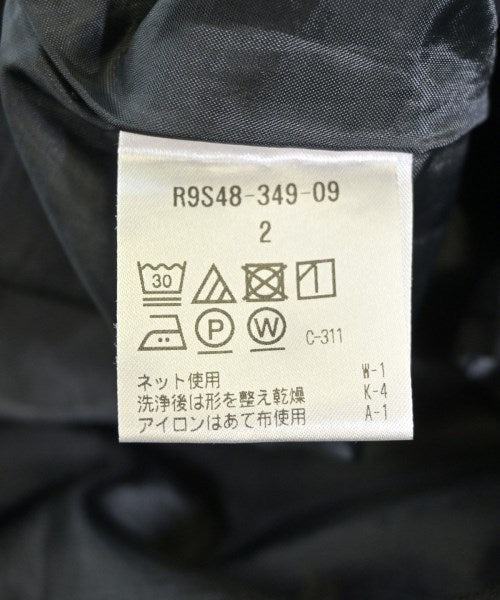 R9S48-349-09
2
30
P W C-311
ネット使用 W-1
洗浄後は形を整え乾燥 K-4
アイロンはあて布使用 A-1